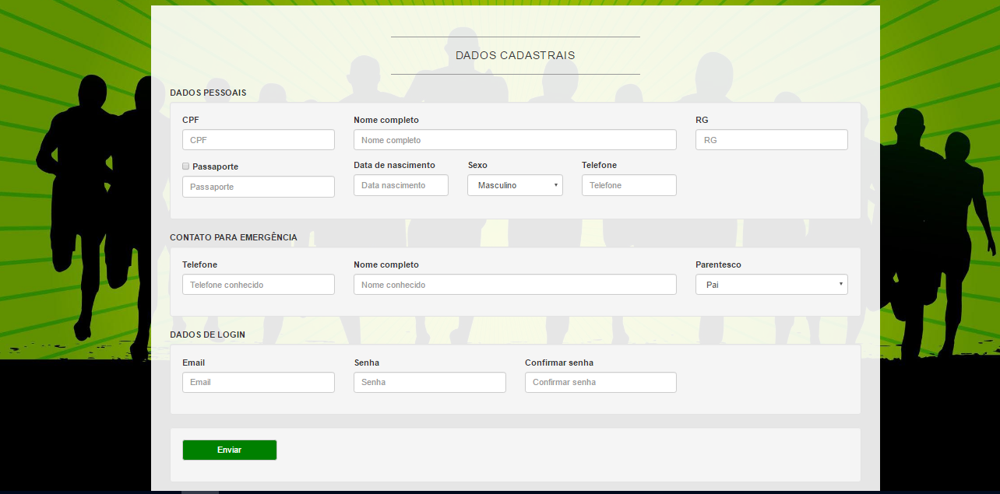 DADOS CADASTRAIS
DADOS PESSOAIS
CPF Nome completo RG
CPF Nome completo RG
Passaporte Data de nascimento Sexo Telefone
Passaporte Data nascimento Masculino Telefone
CONTATO PARA EMERGÊNCIA
Telefone Nome completo Parentesco
Telefone conhecido Nome conhecido Pai
DADOS DE LOGIN
Email Senha Confirmar senha
Email Senha Confirmar senha
Enviar